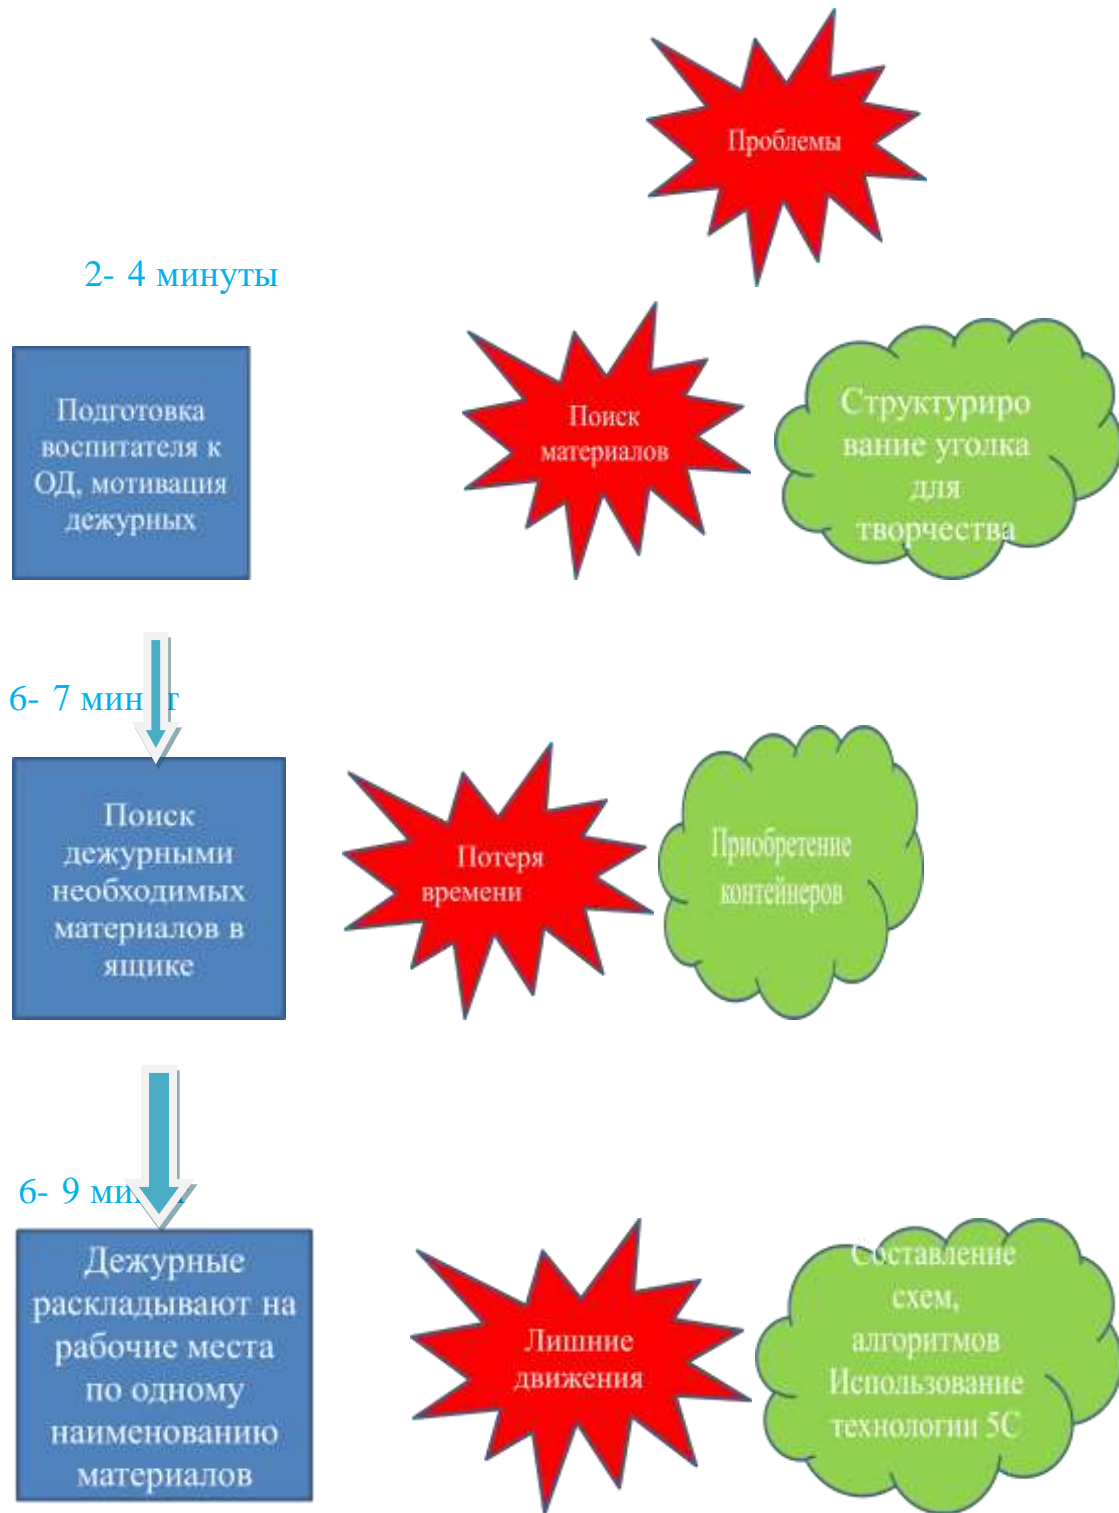 Проблемы
2- 4 минуты
Подготовка
воспитателя к
ОД, мотивация
дежурных
Поиск
материалов
Структуриро
вание уголка
для
творчества
6- 7 мин т
Поиск
дежурными
необходимых
материалов в
ящике
Потеря
времени
Приобретение
контейнеров
6- 9 ми
Дежурные
раскладывают на
рабочие места
по одному
наименованию
материалов
Лишние
движения
Составление
схем,
алгоритмов
Использование
технологии 5С